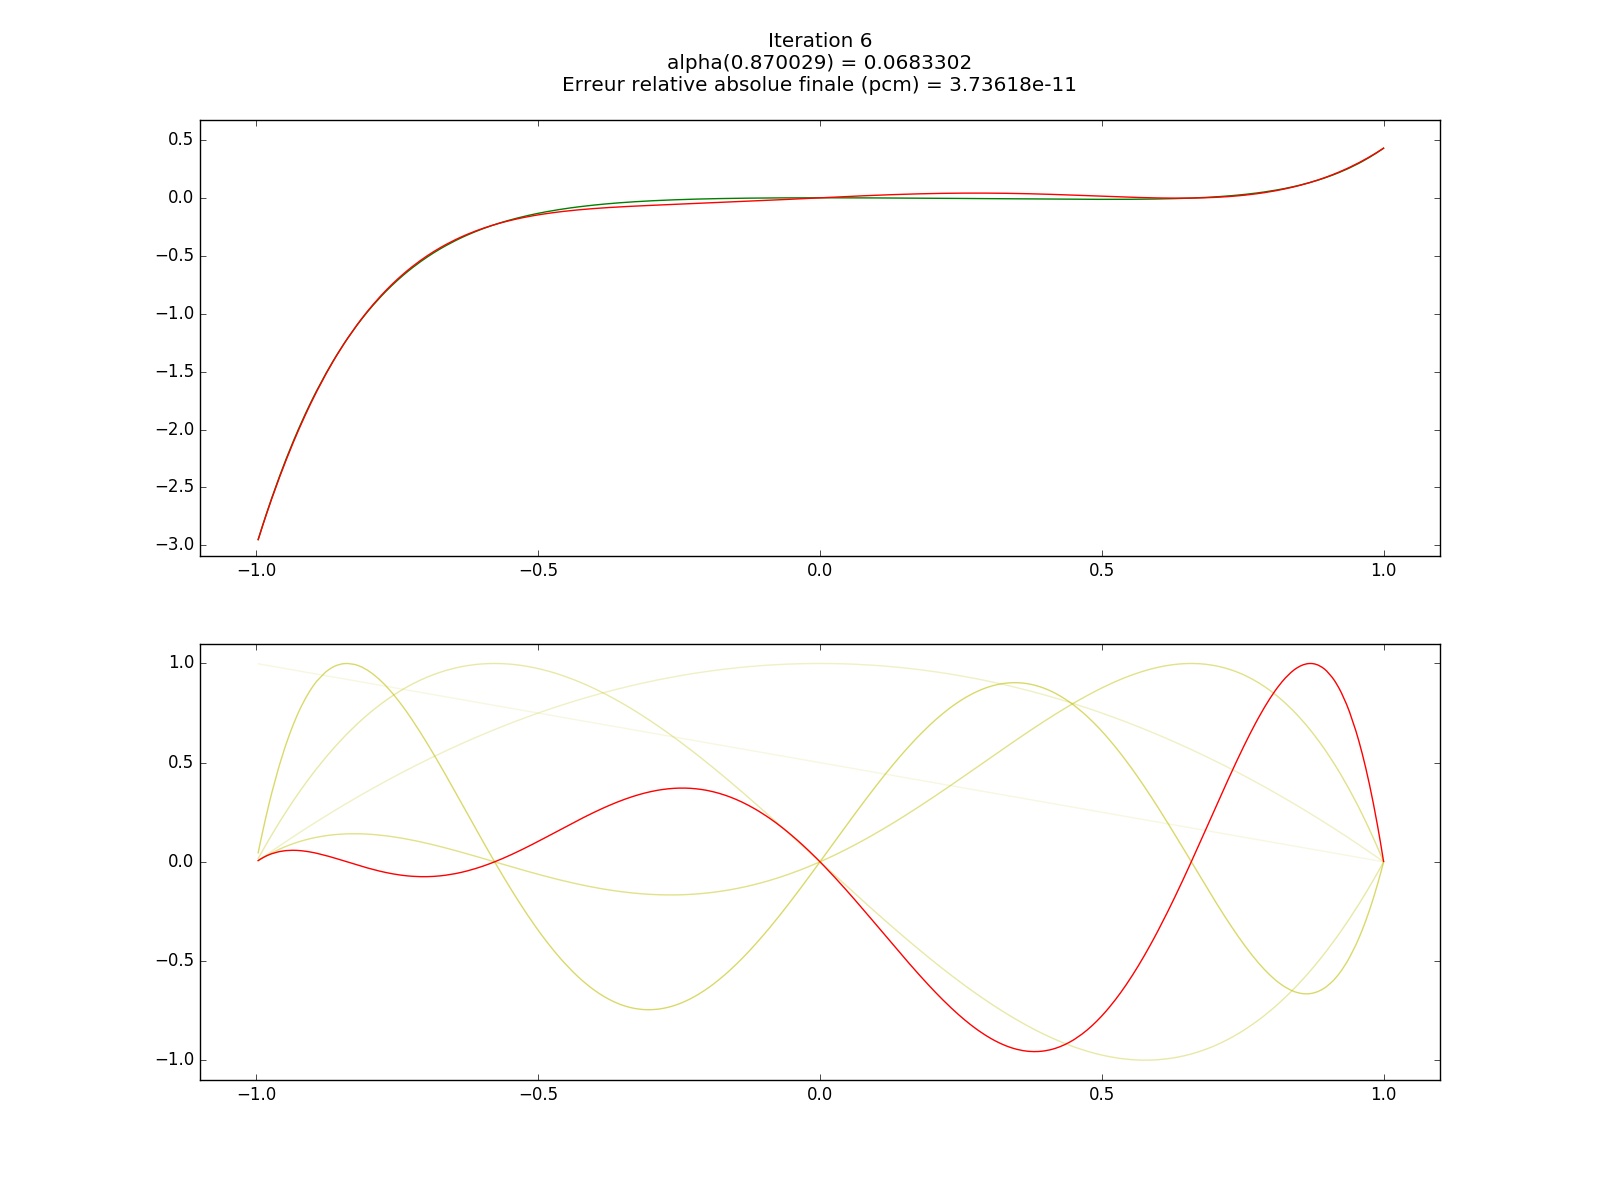 Iteration 6
alpha(0.870029) = 0.0683302
Erreur relative absolue finale (pcm) = 3.73618e-11
0.5
0.0
−0.5
−1.0
−1.5
−2.0
−2.5
−3.0
−1.0 −0.5 0.0 0.5 1.0
1.0
0.5
0.0
−0.5
−1.0
−1.0 −0.5 0.0 0.5 1.0